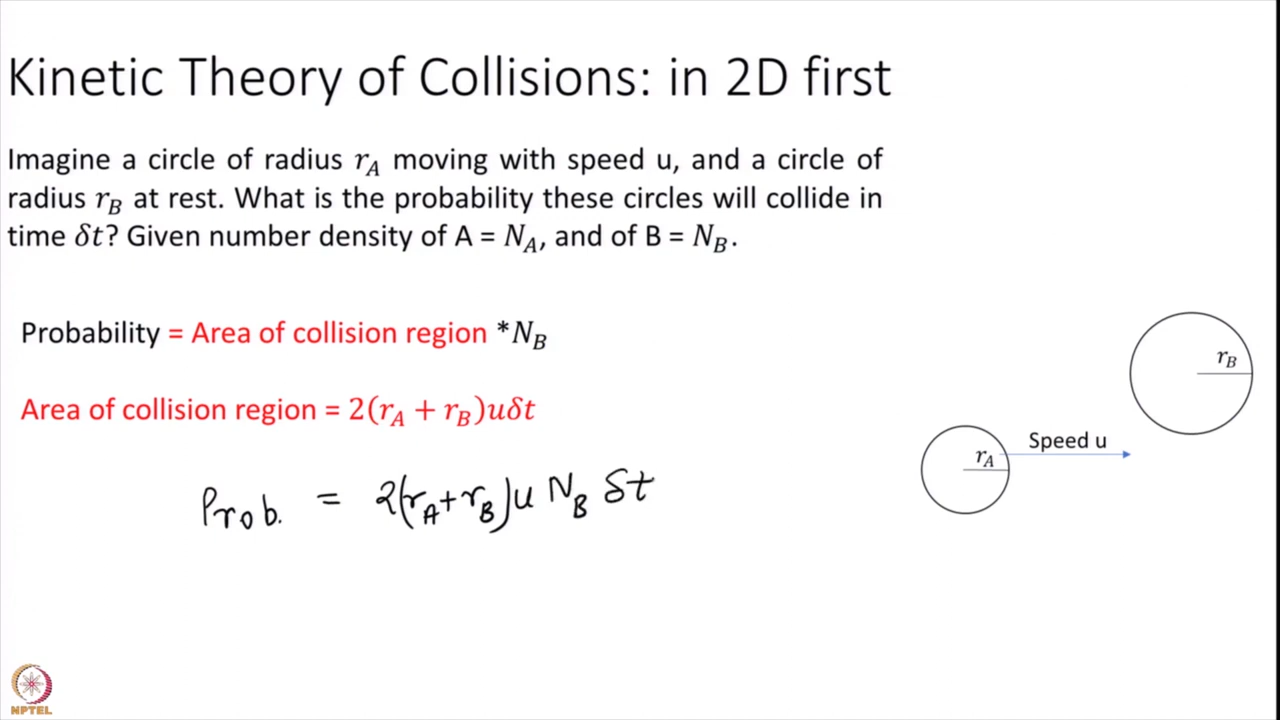 Kinetic Theory of Collisions: in 2D first
Imagine a circle of radius r_A moving with speed u, and a circle of
radius r_B at rest. What is the probability these circles will collide in
time δt? Given number density of A = N_A, and of B = N_B.
Probability = Area of collision region *N_B
Area of collision region = 2(r_A + r_B)uδt
Prob. = 2(r_A+r_B)u N_B δt
r_B
Speed u
r_A
NPTEL